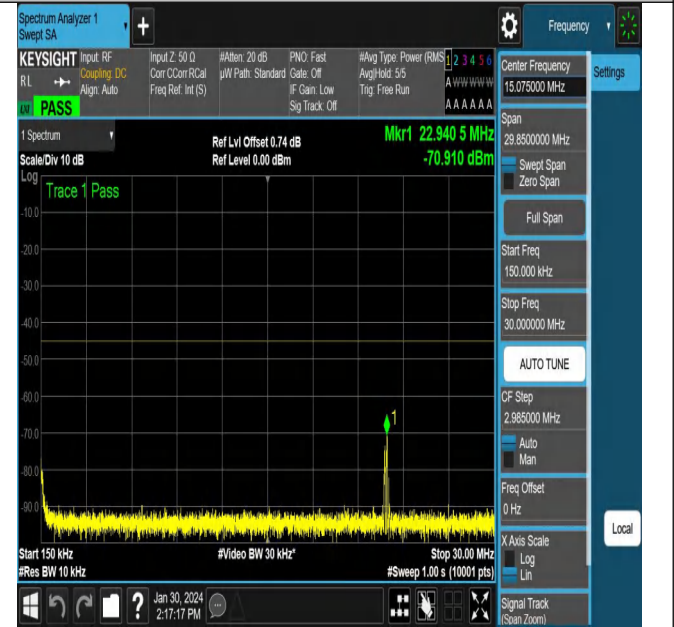 Spectrum Analyzer 1
Swept SA
+
Frequency
KEYSIGHT
RL
PASS
Input: RF
Coupling: DC
Align: Auto
Input Z: 50 Ω
Corr CCorr RCal
Freq Ref: Int (S)
#Atten: 20 dB
µW Path: Standard
PNO: Fast
Gate: Off
IF Gain: Low
Sig Track: Off
#Avg Type: Power (RMS
Avg|Hold: 5/5
Trig: Free Run
1 2 3 4 5 6
A W W W W W
A A A A A A
1 Spectrum
Scale/Div 10 dB
Ref Lvl Offset 0.74 dB
Ref Level 0.00 dBm
Mkr1 22.940 5 MHz
-70.910 dBm
Log
Trace 1 Pass
-10.0
-20.0
-30.0
-40.0
-50.0
-60.0
-70.0
-80.0
-90.0
1
Start 150 kHz
#Res BW 10 kHz
#Video BW 30 kHz*
Stop 30.00 MHz
#Sweep 1.00 s (10001 pts)
Center Frequency
15.075000 MHz
Settings
Span
29.8500000 MHz
Swept Span
Zero Span
Full Span
Start Freq
150.000 kHz
Stop Freq
30.000000 MHz
AUTO TUNE
CF Step
2.985000 MHz
Auto
Man
Freq Offset
0 Hz
X Axis Scale
Log
Lin
Local
Signal Track
(Span Zoom)
?
Jan 30, 2024
2:17:17 PM